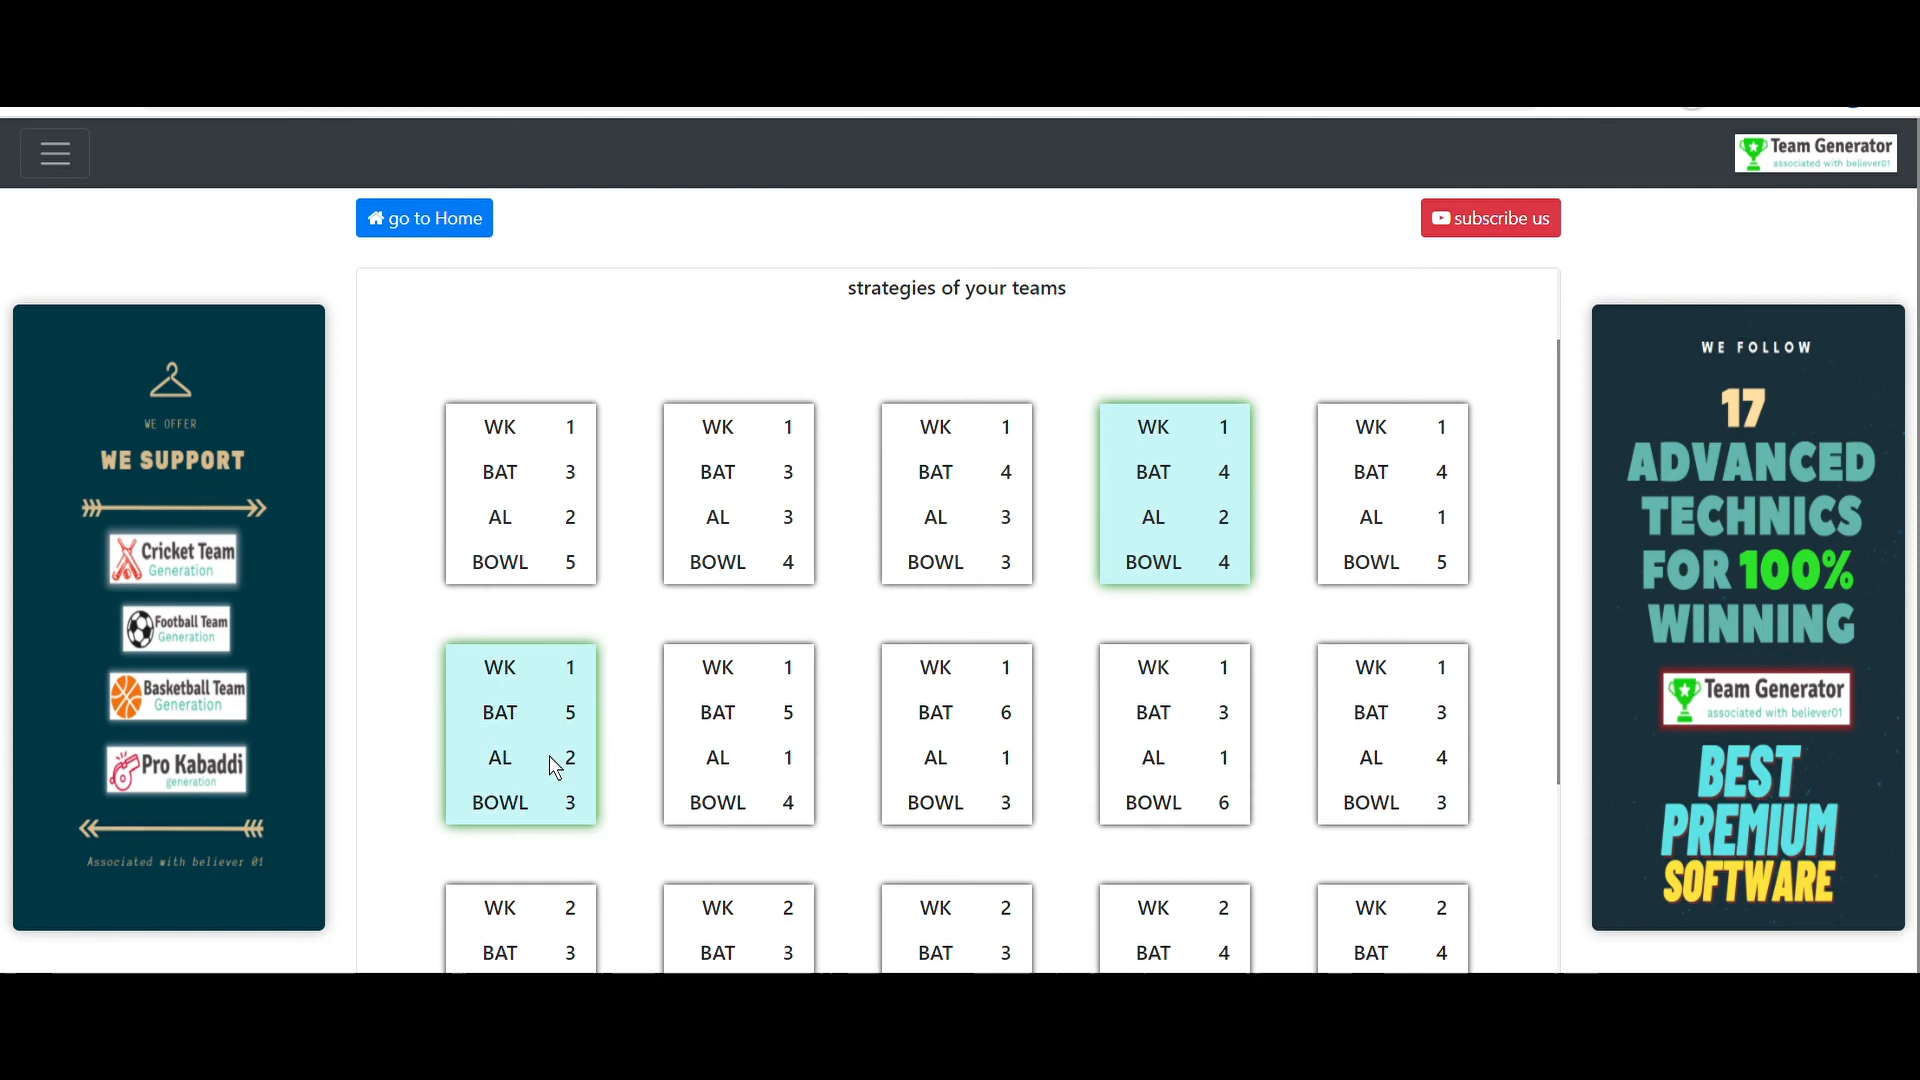 Team Generator
associated with believer01
go to Home
subscribe us
strategies of your teams
WE OFFER
WE SUPPORT
Cricket Team
Generation
Football Team
Generation
Basketball Team
Generation
Pro Kabaddi
generation
Associated with believer 01
WK 1 WK 1 WK 1 WK 1 WK 1
BAT 3 BAT 3 BAT 4 BAT 4 BAT 4
AL 2 AL 3 AL 3 AL 2 AL 1
BOWL 5 BOWL 4 BOWL 3 BOWL 4 BOWL 5
WK 1 WK 1 WK 1 WK 1 WK 1
BAT 5 BAT 5 BAT 6 BAT 3 BAT 3
AL 2 AL 1 AL 1 AL 1 AL 4
BOWL 3 BOWL 4 BOWL 3 BOWL 6 BOWL 3
WK 2 WK 2 WK 2 WK 2 WK 2
BAT 3 BAT 3 BAT 3 BAT 4 BAT 4
WE FOLLOW
17
ADVANCED
TECHNICS
FOR 100%
WINNING
Team Generator
associated with believer01
BEST
PREMIUM
SOFTWARE